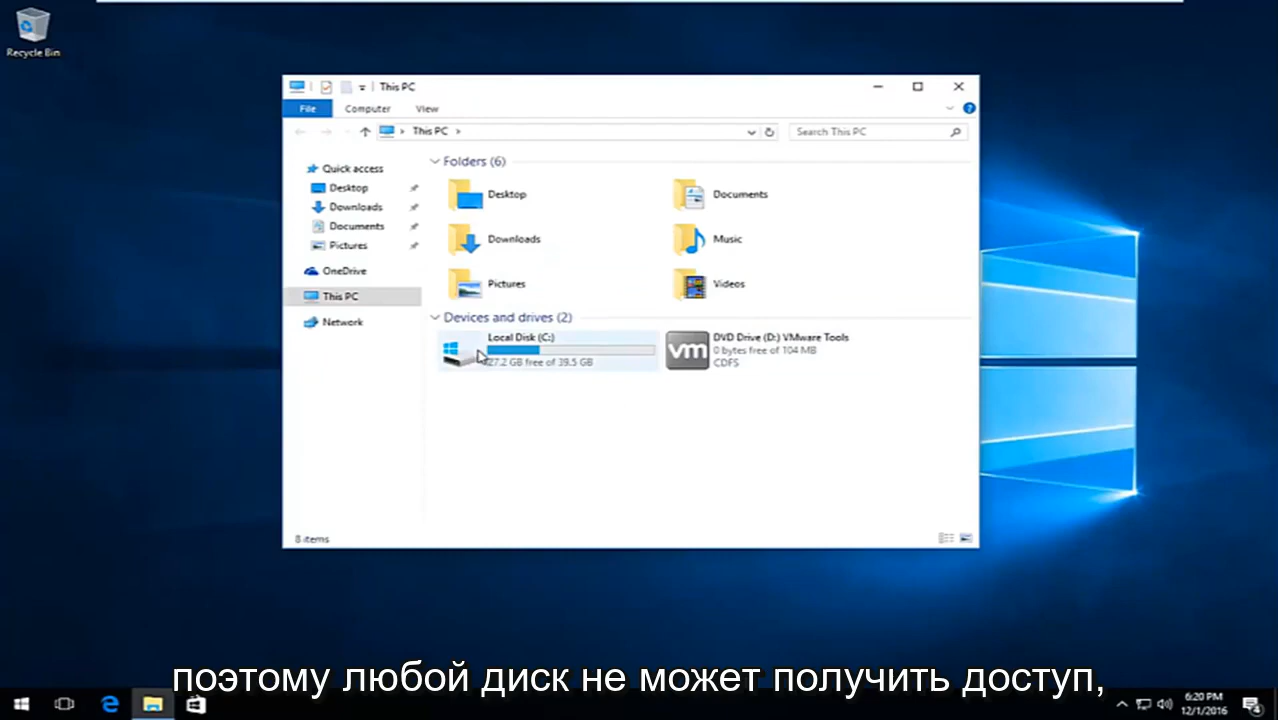 Recycle Bin
This PC
File
Computer
View
This PC
Search This PC
Quick access
Desktop
Downloads
Documents
Pictures
OneDrive
This PC
Network
Folders (6)
Desktop
Documents
Downloads
Music
Pictures
Videos
Devices and drives (2)
Local Disk (C:)
27.2 GB free of 39.5 GB
DVD Drive (D:) VMware Tools
0 bytes free of 104 MB
CDFS
vm
8 items
поэтому любой диск не может получить доступ,
6:20 PM
12/1/2016